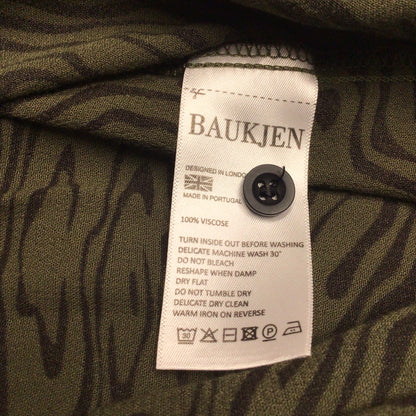 BAUKJEN
DESIGNED IN LONDON
MADE IN PORTUGAL
100% VISCOSE
TURN INSIDE OUT BEFORE WASHING
DELICATE MACHINE WASH 30°
DO NOT BLEACH
RESHAPE WHEN DAMP
DRY FLAT
DO NOT TUMBLE DRY
DELICATE DRY CLEAN
WARM IRON ON REVERSE
30 P